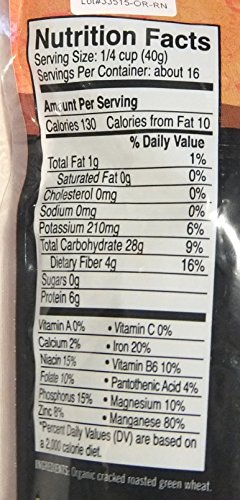 Lot#33515-OR-RN
Nutrition Facts
Serving Size: 1/4 cup (40g)
Servings Per Container: about 16
Amount Per Serving
Calories 130 Calories from Fat 10
% Daily Value
Total Fat 1g 1%
Saturated Fat 0g 0%
Cholesterol 0mg 0%
Sodium 0mg 0%
Potassium 210mg 6%
Total Carbohydrate 28g 9%
Dietary Fiber 4g 16%
Sugars 0g
Protein 6g
Vitamin A 0% • Vitamin C 0%
Calcium 2% • Iron 20%
Niacin 15% • Vitamin B6 10%
Folate 10% • Pantothenic Acid 4%
Phosphorus 15% • Magnesium 10%
Zinc 8% • Manganese 80%
*Percent Daily Values (DV) are based on
a 2,000 calorie diet.
INGREDIENTS: Organic cracked roasted green wheat.